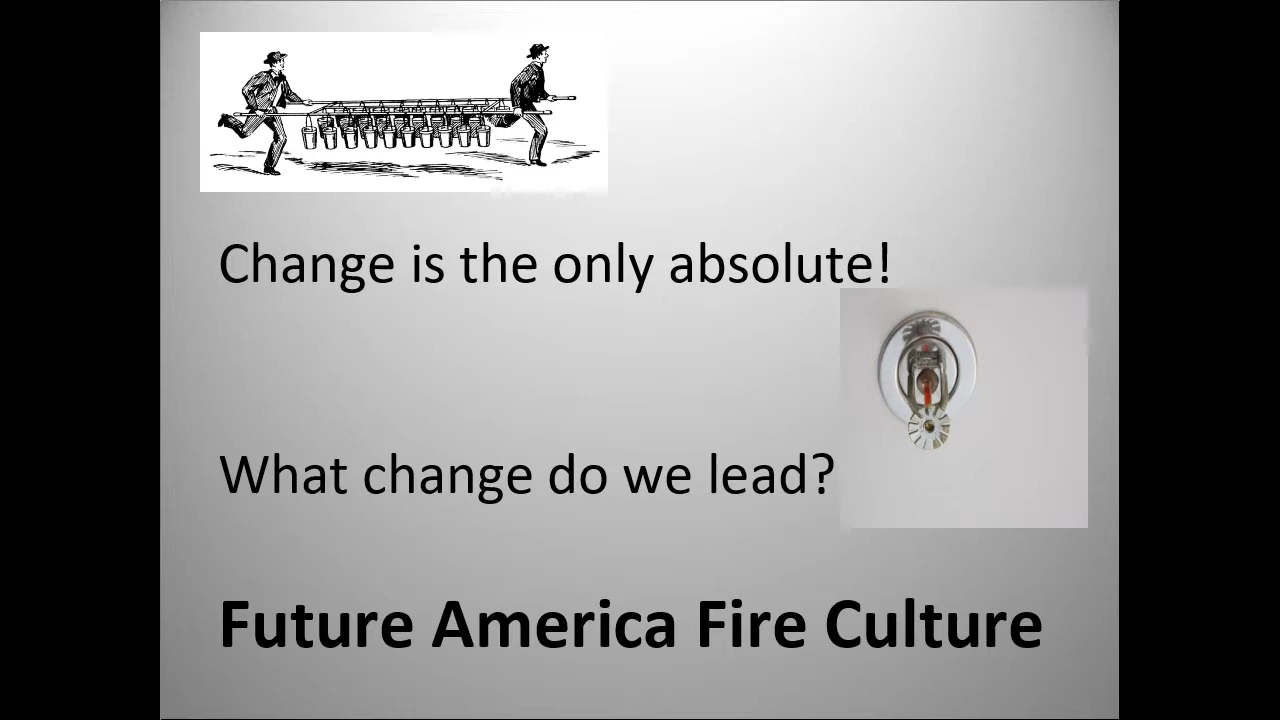 Change is the only absolute!
What change do we lead?
Future America Fire Culture